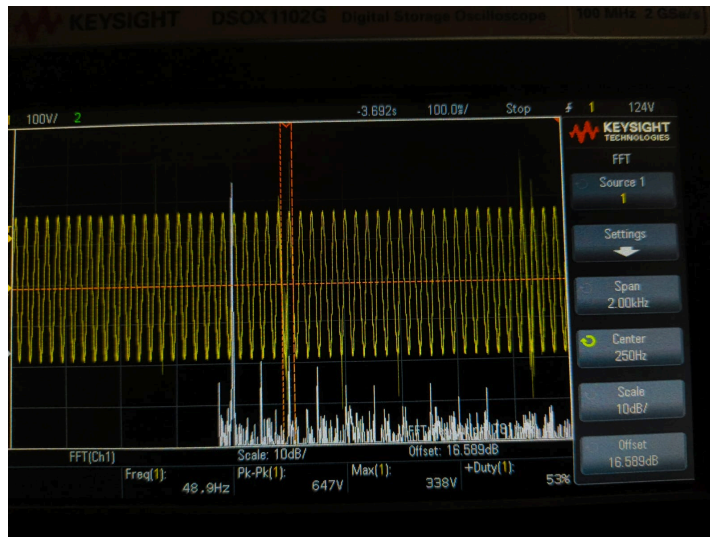 KEYSIGHT DSOX1102G Digital Storage Oscilloscope 100 MHz 2 GSa/s
1 100V/ 2 -3.692s 100.0%/ Stop 1 124V
KEYSIGHT
TECHNOLOGIES
FFT
Source 1
1
Settings
Span
2.00kHz
Center
250Hz
Scale
10dB/
Offset
16.589dB
FFT(Ch1) Scale: 10dB/ Offset: 16.589dB
Freq(1): Pk-Pk(1): Max(1): +Duty(1):
48.9Hz 647V 338V 53%